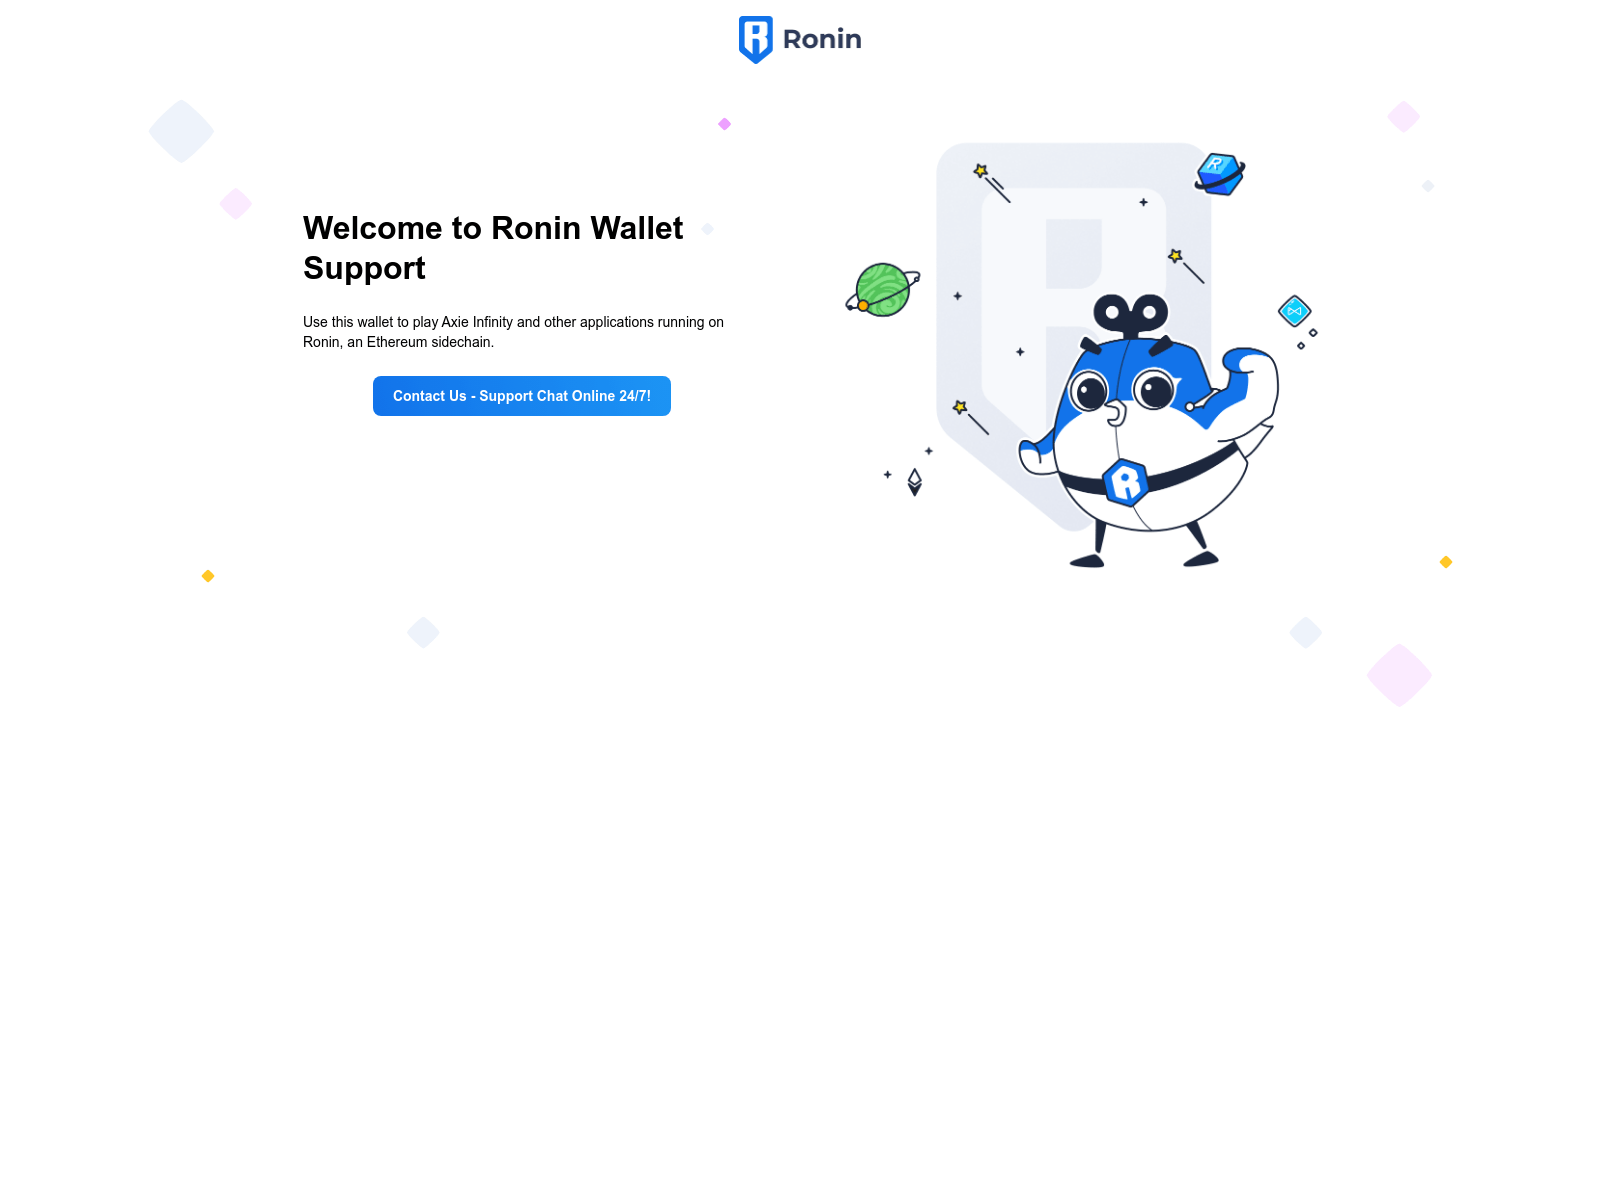 Ronin
Welcome to Ronin Wallet
Support
Use this wallet to play Axie Infinity and other applications running on
Ronin, an Ethereum sidechain.
Contact Us - Support Chat Online 24/7!